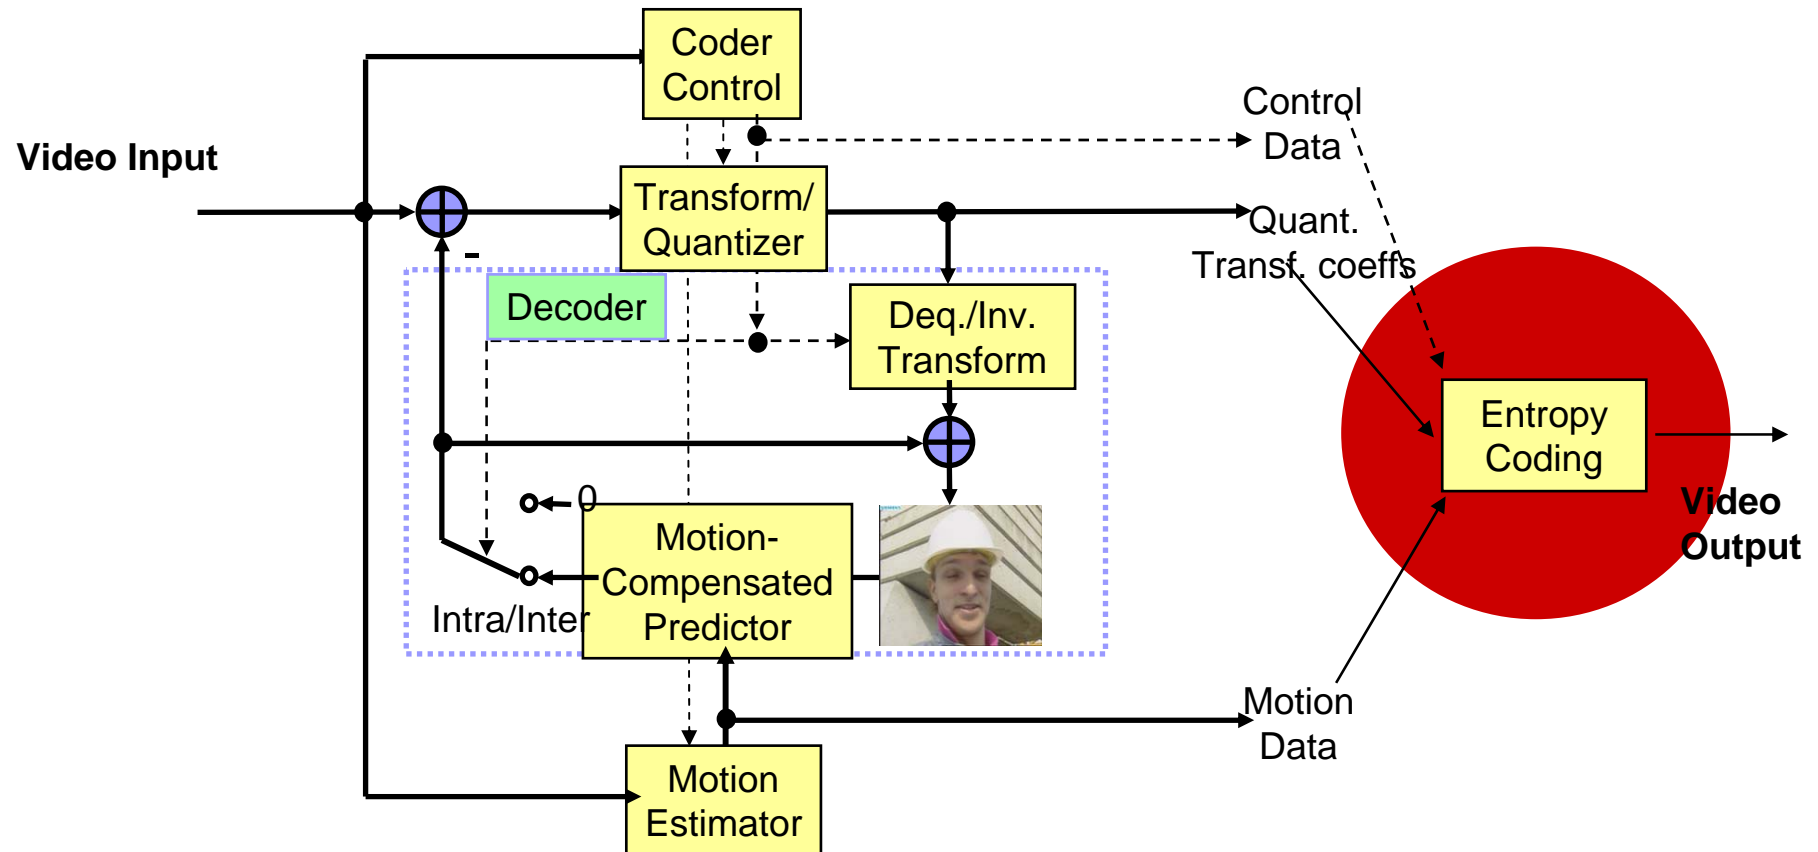 Coder
Control
Video Input
Control
Data
Transform/
Quantizer
Quant.
Transf. coeffs
-
Decoder
Deq./Inv.
Transform
Entropy
Coding
0
Motion-
Compensated
Predictor
Intra/Inter
Video
Output
Motion
Data
Motion
Estimator